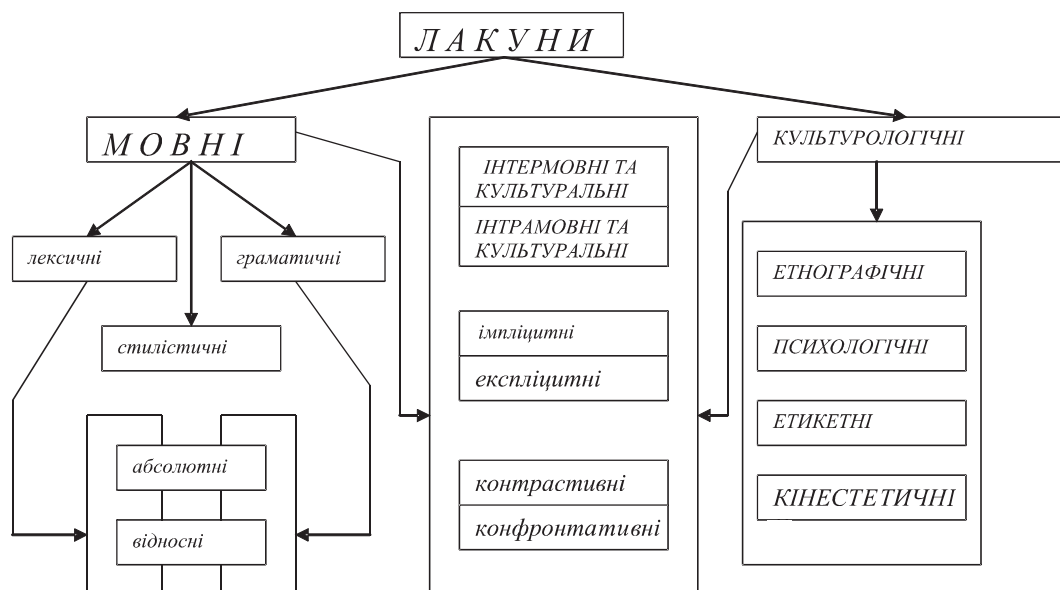 ЛАКУНИ
МОВНІ
КУЛЬТУРОЛОГІЧНІ
лексичні
граматичні
стилістичні
абсолютні
відносні
ІНТЕРМОВНІ ТА
КУЛЬТУРАЛЬНІ
ІНТРАМОВНІ ТА
КУЛЬТУРАЛЬНІ
імпліцитні
експліцитні
контрастивні
конфронтативні
ЕТНОГРАФІЧНІ
ПСИХОЛОГІЧНІ
ЕТИКЕТНІ
КІНЕСТЕТИЧНІ